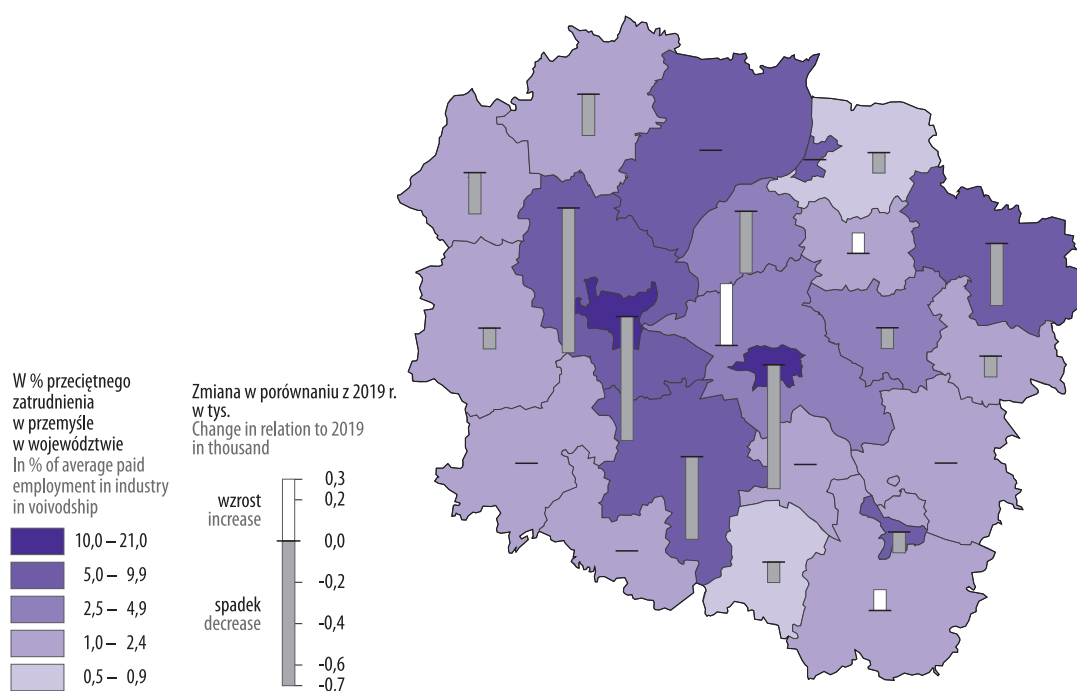 W % przeciętnego
zatrudnienia
w przemyśle
w województwie
In % of average paid
employment in industry
in voivodship
10,0 – 21,0
5,0 – 9,9
2,5 – 4,9
1,0 – 2,4
0,5 – 0,9
Zmiana w porównaniu z 2019 r.
w tys.
Change in relation to 2019
in thousand
wzrost
increase
spadek
decrease
0,3
0,2
0,0
-0,2
-0,4
-0,6
-0,7